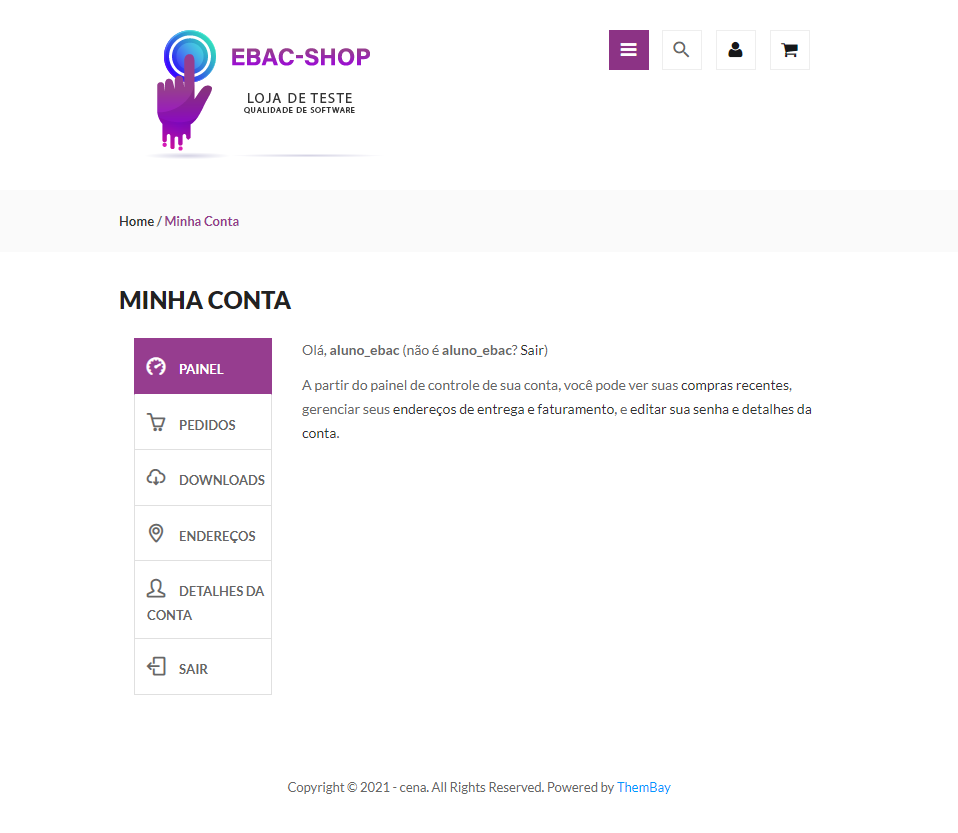 EBAC-SHOP
LOJA DE TESTE
QUALIDADE DE SOFTWARE
Home / Minha Conta
MINHA CONTA
PAINEL
PEDIDOS
DOWNLOADS
ENDEREÇOS
DETALHES DA
CONTA
SAIR
Olá, aluno_ebac (não é aluno_ebac? Sair)
A partir do painel de controle de sua conta, você pode ver suas compras recentes,
gerenciar seus endereços de entrega e faturamento, e editar sua senha e detalhes da
conta.
Copyright © 2021 - cena. All Rights Reserved. Powered by ThemBay